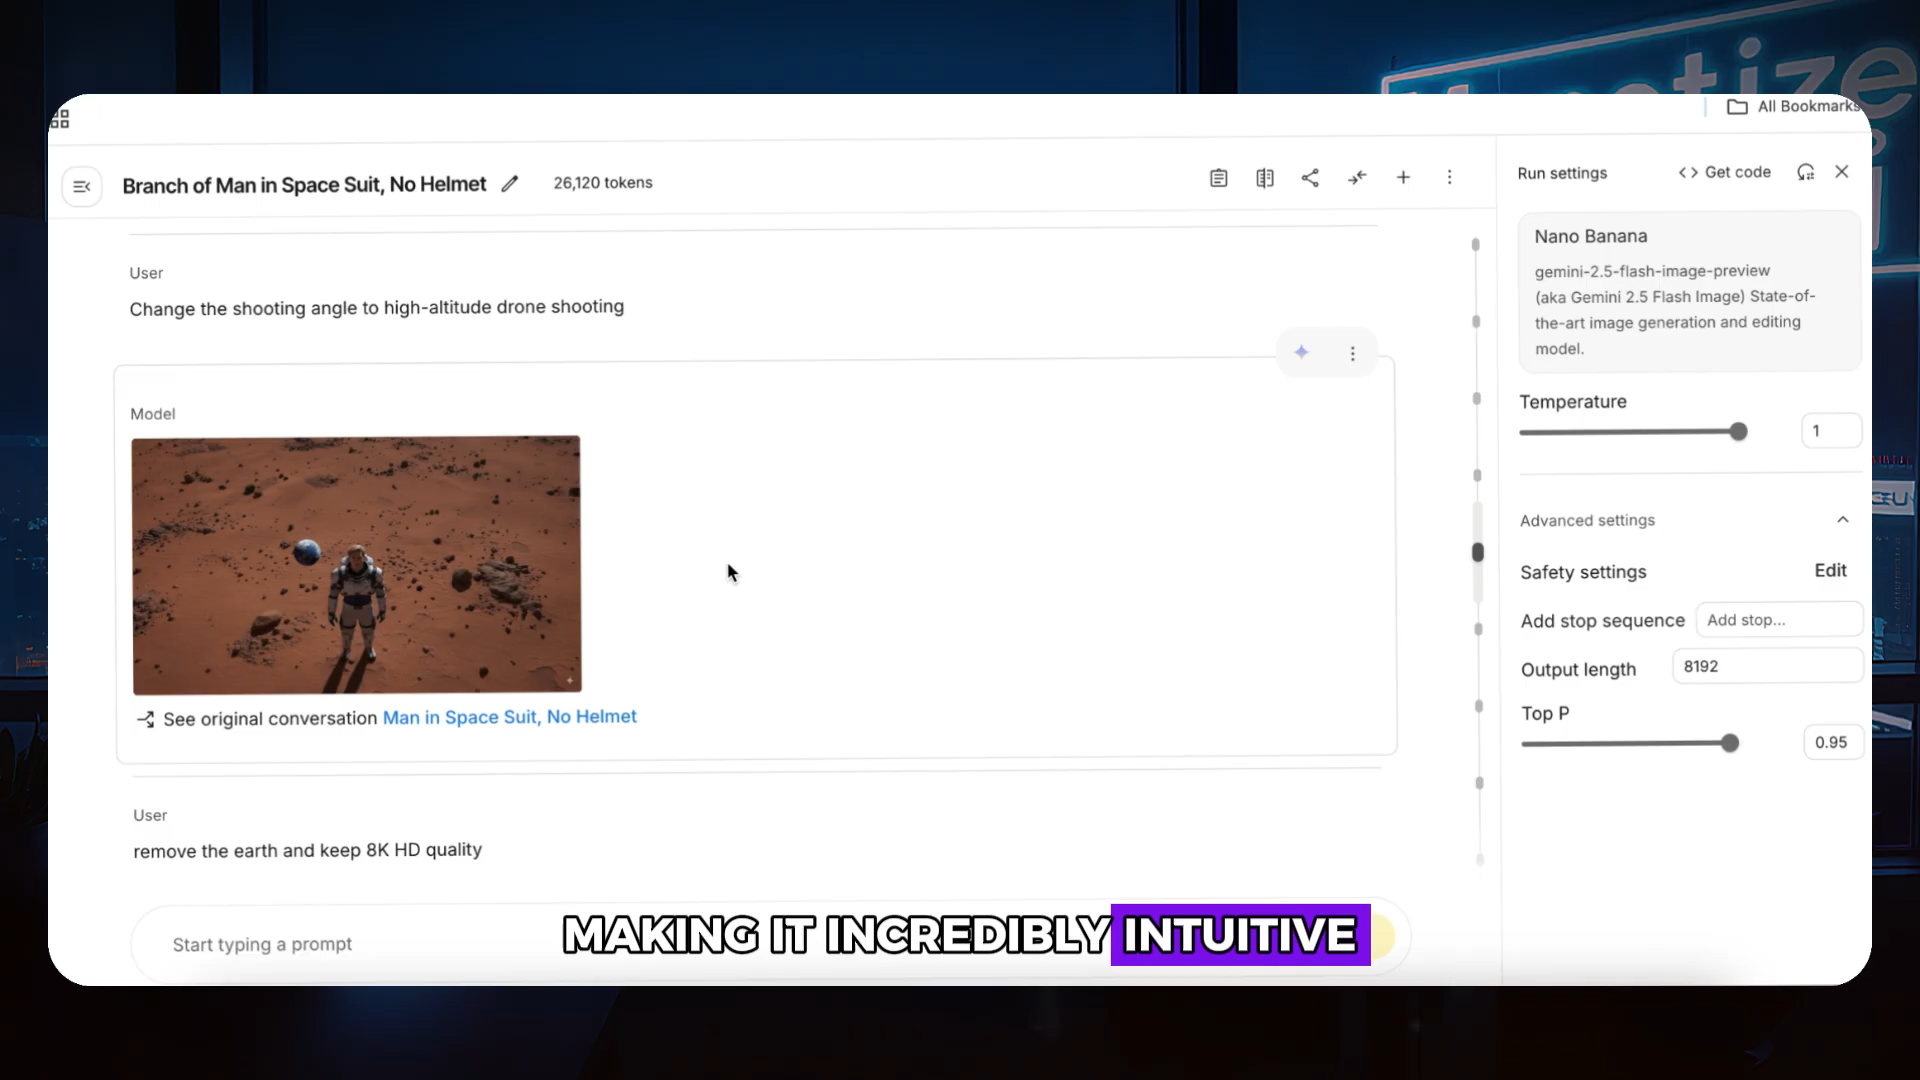 tize
All Bookmarks
Branch of Man in Space Suit, No Helmet
26,120 tokens
Run settings
Get code
User
Change the shooting angle to high-altitude drone shooting
Nano Banana
gemini-2.5-flash-image-preview
(aka Gemini 2.5 Flash Image) State-of-
the-art image generation and editing
model.
Model
Temperature
1
Advanced settings
Safety settings
Edit
Add stop sequence
Add stop...
Output length
8192
Top P
0.95
See original conversation Man in Space Suit, No Helmet
User
remove the earth and keep 8K HD quality
Start typing a prompt
MAKING IT INCREDIBLY INTUITIVE